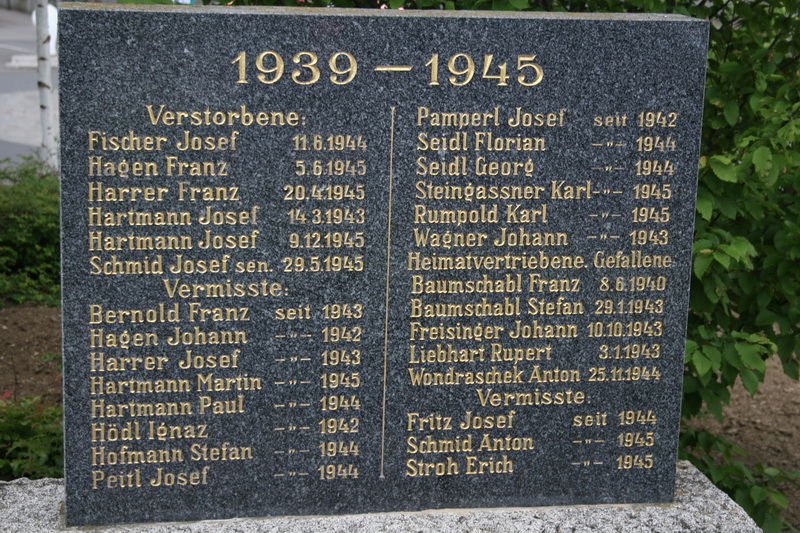 1939 – 1945
Verstorbene:
Fischer Josef 11.6.1944
Hagen Franz 5.6.1945
Harrer Franz 20.4.1945
Hartmann Josef 14.3.1943
Hartmann Josef 9.12.1945
Schmid Josef sen. 29.5.1945
Vermisste:
Bernold Franz seit 1943
Hagen Johann -"- 1942
Harrer Josef -"- 1943
Hartmann Martin -"- 1945
Hartmann Paul -"- 1944
Hödl Ignaz -"- 1942
Hofmann Stefan -"- 1944
Peitl Josef -"- 1944
Pamperl Josef seit 1942
Seidl Florian -"- 1944
Seidl Georg -"- 1944
Steingassner Karl -"- 1945
Rumpold Karl -"- 1945
Wagner Johann -"- 1943
Heimatvertriebene. Gefallene
Baumschabl Franz 8.6.1940
Baumschabl Stefan 29.1.1943
Freisinger Johann 10.10.1943
Liebhart Rupert 3.1.1943
Wondraschek Anton 25.11.1944
Vermisste:
Fritz Josef seit 1944
Schmid Anton -"- 1945
Stroh Erich -"- 1945